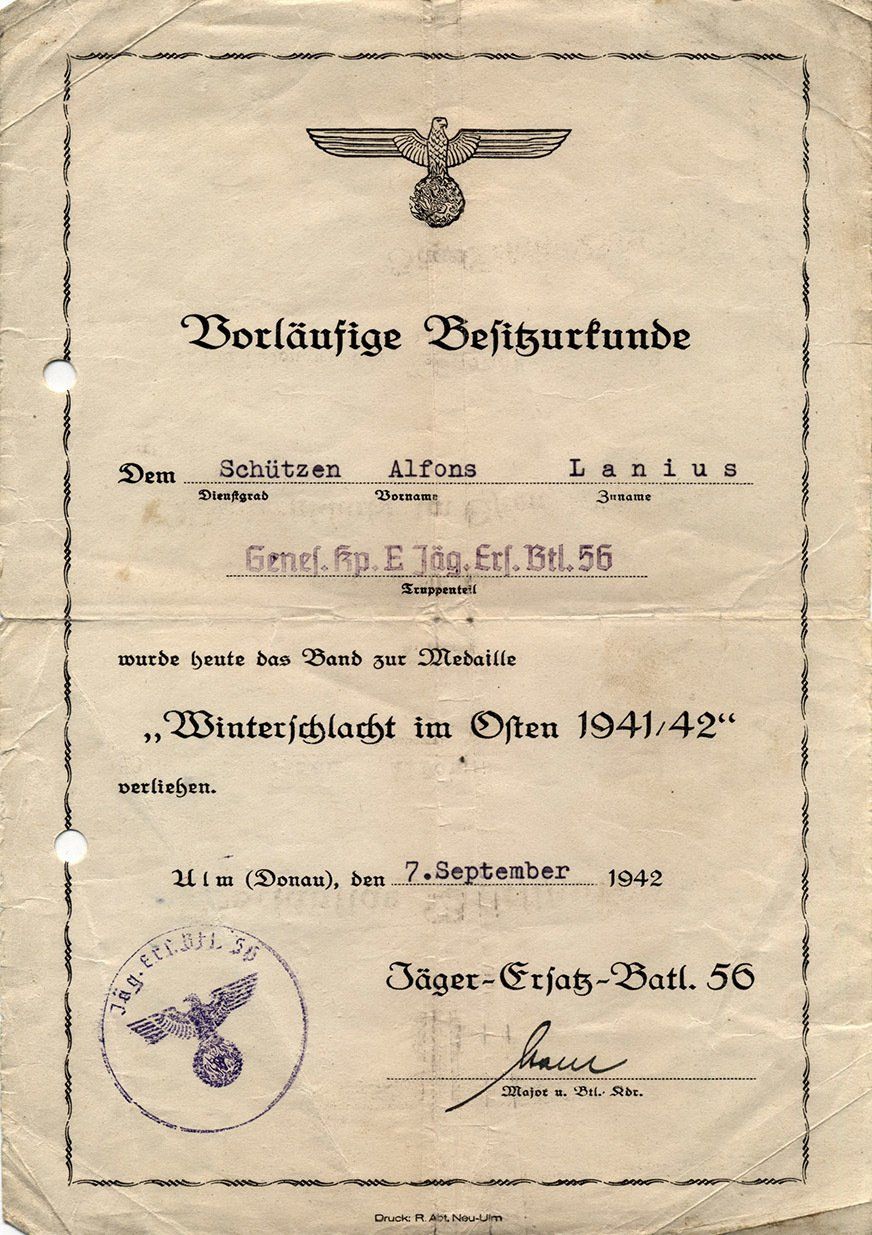 Vorläufige Besitzurkunde
Dem Schützen Alfons Lanius
Dienstgrad Vorname Zuname
Genes. Kp. E Jäg. Ers. Btl. 56
Truppenteil
wurde heute das Band zur Medaille
„Winterschlacht im Osten 1941/42“
verliehen.
Ulm (Donau), den 7. September 1942
Jäg. Ers. Btl. 56
Jäger-Ersatz-Batl. 56
Major u. Btl. Kdr.
Druck: R. Abt, Neu-Ulm